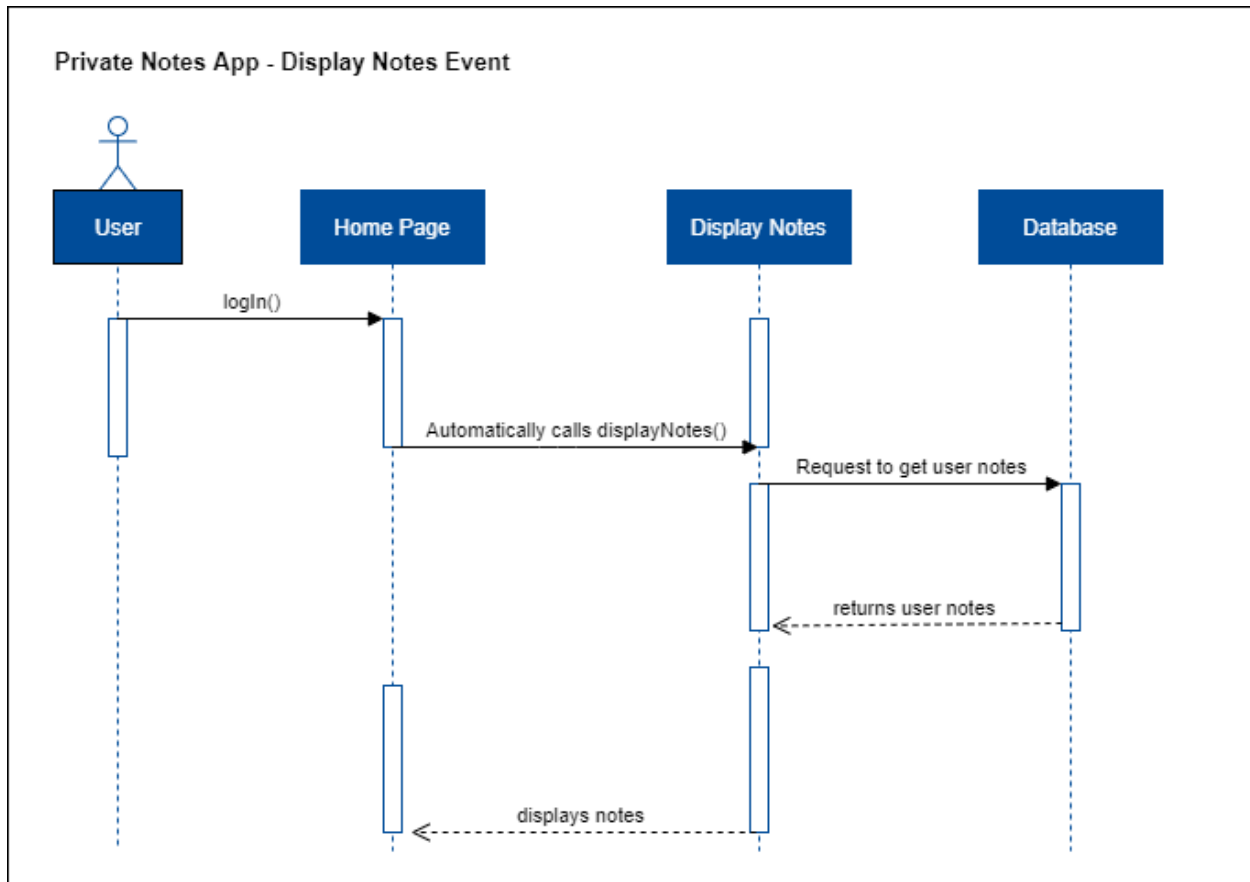 Private Notes App - Display Notes Event
User
Home Page
Display Notes
Database
logIn()
Automatically calls displayNotes()
Request to get user notes
returns user notes
displays notes